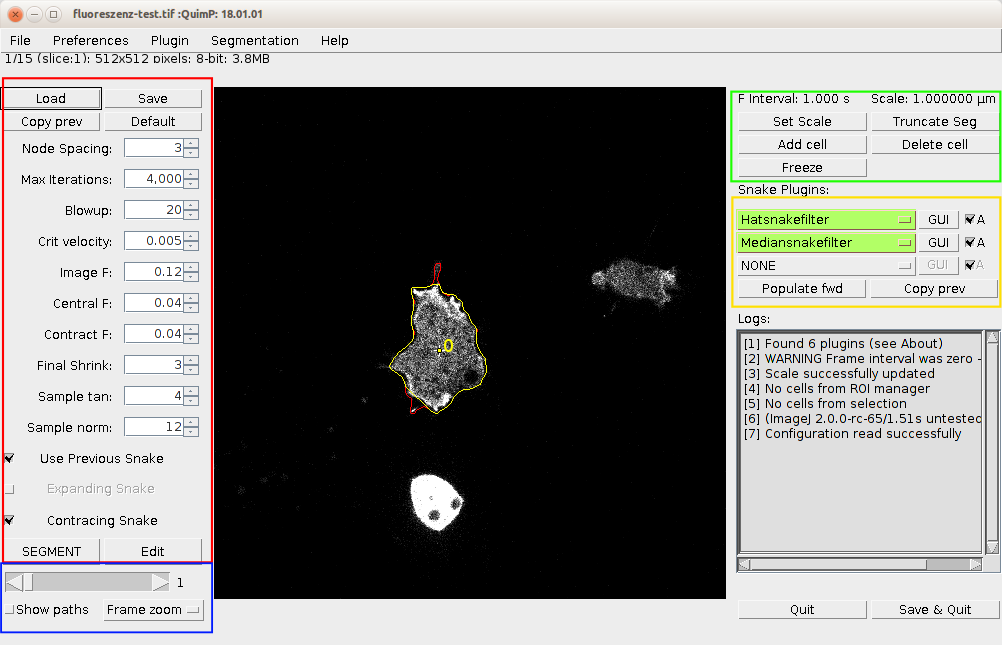 fluoreszenz-test.tif :QuimP: 18.01.01
File Preferences Plugin Segmentation Help
1/15 (slice:1): 512x512 pixels: 8-bit: 3.8MB
Load Save
Copy prev Default
Node Spacing: 3
Max Iterations: 4,000
Blowup: 20
Crit velocity: 0.005
Image F: 0.12
Central F: 0.04
Contract F: 0.04
Final Shrink: 3
Sample tan: 4
Sample norm: 12
Use Previous Snake
Expanding Snake
Contracing Snake
SEGMENT Edit
1
Show paths Frame zoom
0
F Interval: 1.000 s Scale: 1.000000 µm
Set Scale Truncate Seg
Add cell Delete cell
Freeze
Snake Plugins:
Hatsnakefilter GUI A
Mediansnakefilter GUI A
NONE GUI A
Populate fwd Copy prev
Logs:
[1] Found 6 plugins (see About)
[2] WARNING Frame interval was zero -
[3] Scale successfully updated
[4] No cells from ROI manager
[5] No cells from selection
[6] (ImageJ 2.0.0-rc-65/1.51s untested
[7] Configuration read successfully
Quit Save & Quit